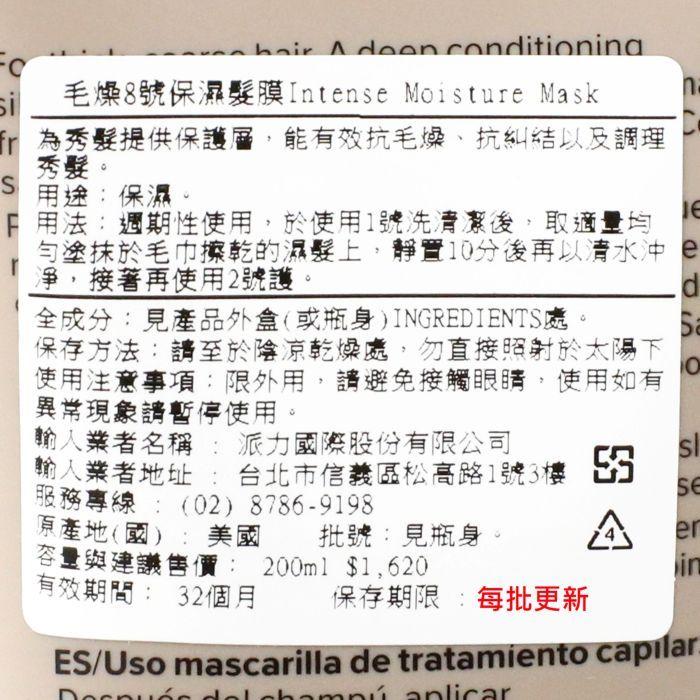 For thick, coarse hair. A deep conditioning
毛燥8號保濕髮膜Intense Moisture Mask
為秀髮提供保護層，能有效抗毛燥、抗糾結以及調理
秀髮。
用途：保濕。
用法：週期性使用，於使用1號洗清潔後，取適量均
勻塗抹於毛巾擦乾的濕髮上，靜置10分後再以清水沖
淨，接著再使用2號護。
全成分：見產品外盒(或瓶身)INGREDIENTS處。
保存方法：請至於陰涼乾燥處，勿直接照射於太陽下
使用注意事項：限外用，請避免接觸眼睛，使用如有
異常現象請暫停使用。
輸入業者名稱 ： 派力國際股份有限公司
輸入業者地址 ： 台北市信義區松高路1號3樓
服務專線 ： (02) 8786-9198
原產地(國) ： 美國 批號：見瓶身。
4
容量與建議售價： 200ml $1,620
有效期間： 32個月 保存期限 ：每批更新
ES/Uso mascarilla de tratamiento capilar.
Después del champú, aplicar